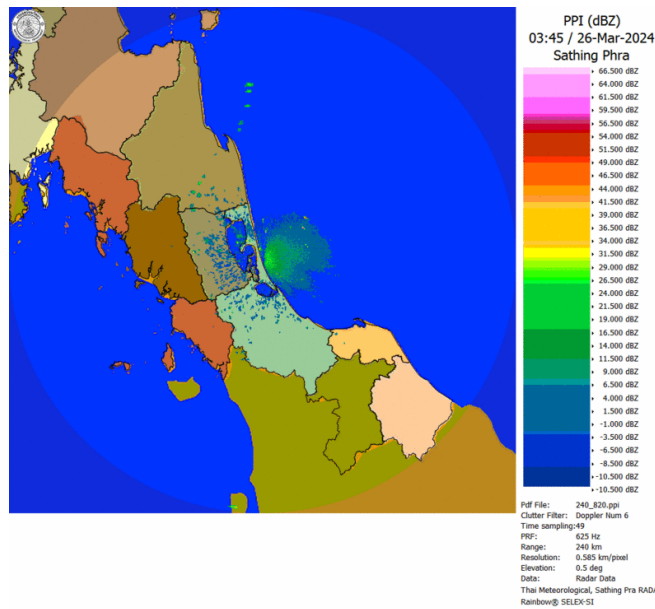 PPI (dBZ)
03:45 / 26-Mar-2024
Sathing Phra
66.500 dBZ
64.000 dBZ
61.500 dBZ
59.500 dBZ
56.500 dBZ
54.000 dBZ
51.500 dBZ
49.000 dBZ
46.500 dBZ
44.000 dBZ
41.500 dBZ
39.000 dBZ
36.500 dBZ
34.000 dBZ
31.500 dBZ
29.000 dBZ
26.500 dBZ
24.000 dBZ
21.500 dBZ
19.000 dBZ
16.500 dBZ
14.000 dBZ
11.500 dBZ
9.000 dBZ
6.500 dBZ
4.000 dBZ
1.500 dBZ
-1.000 dBZ
-3.500 dBZ
-6.500 dBZ
-8.500 dBZ
-10.500 dBZ
-10.500 dBZ
Pdf File: 240_820.ppi
Clutter Filter: Doppler Num 6
Time sampling:49
PRF: 625 Hz
Range: 240 km
Resolution: 0.585 km/pixel
Elevation: 0.5 deg
Data: Radar Data
Thai Meteorological, Sathing Pra RADA
Rainbow® SELEX-SI